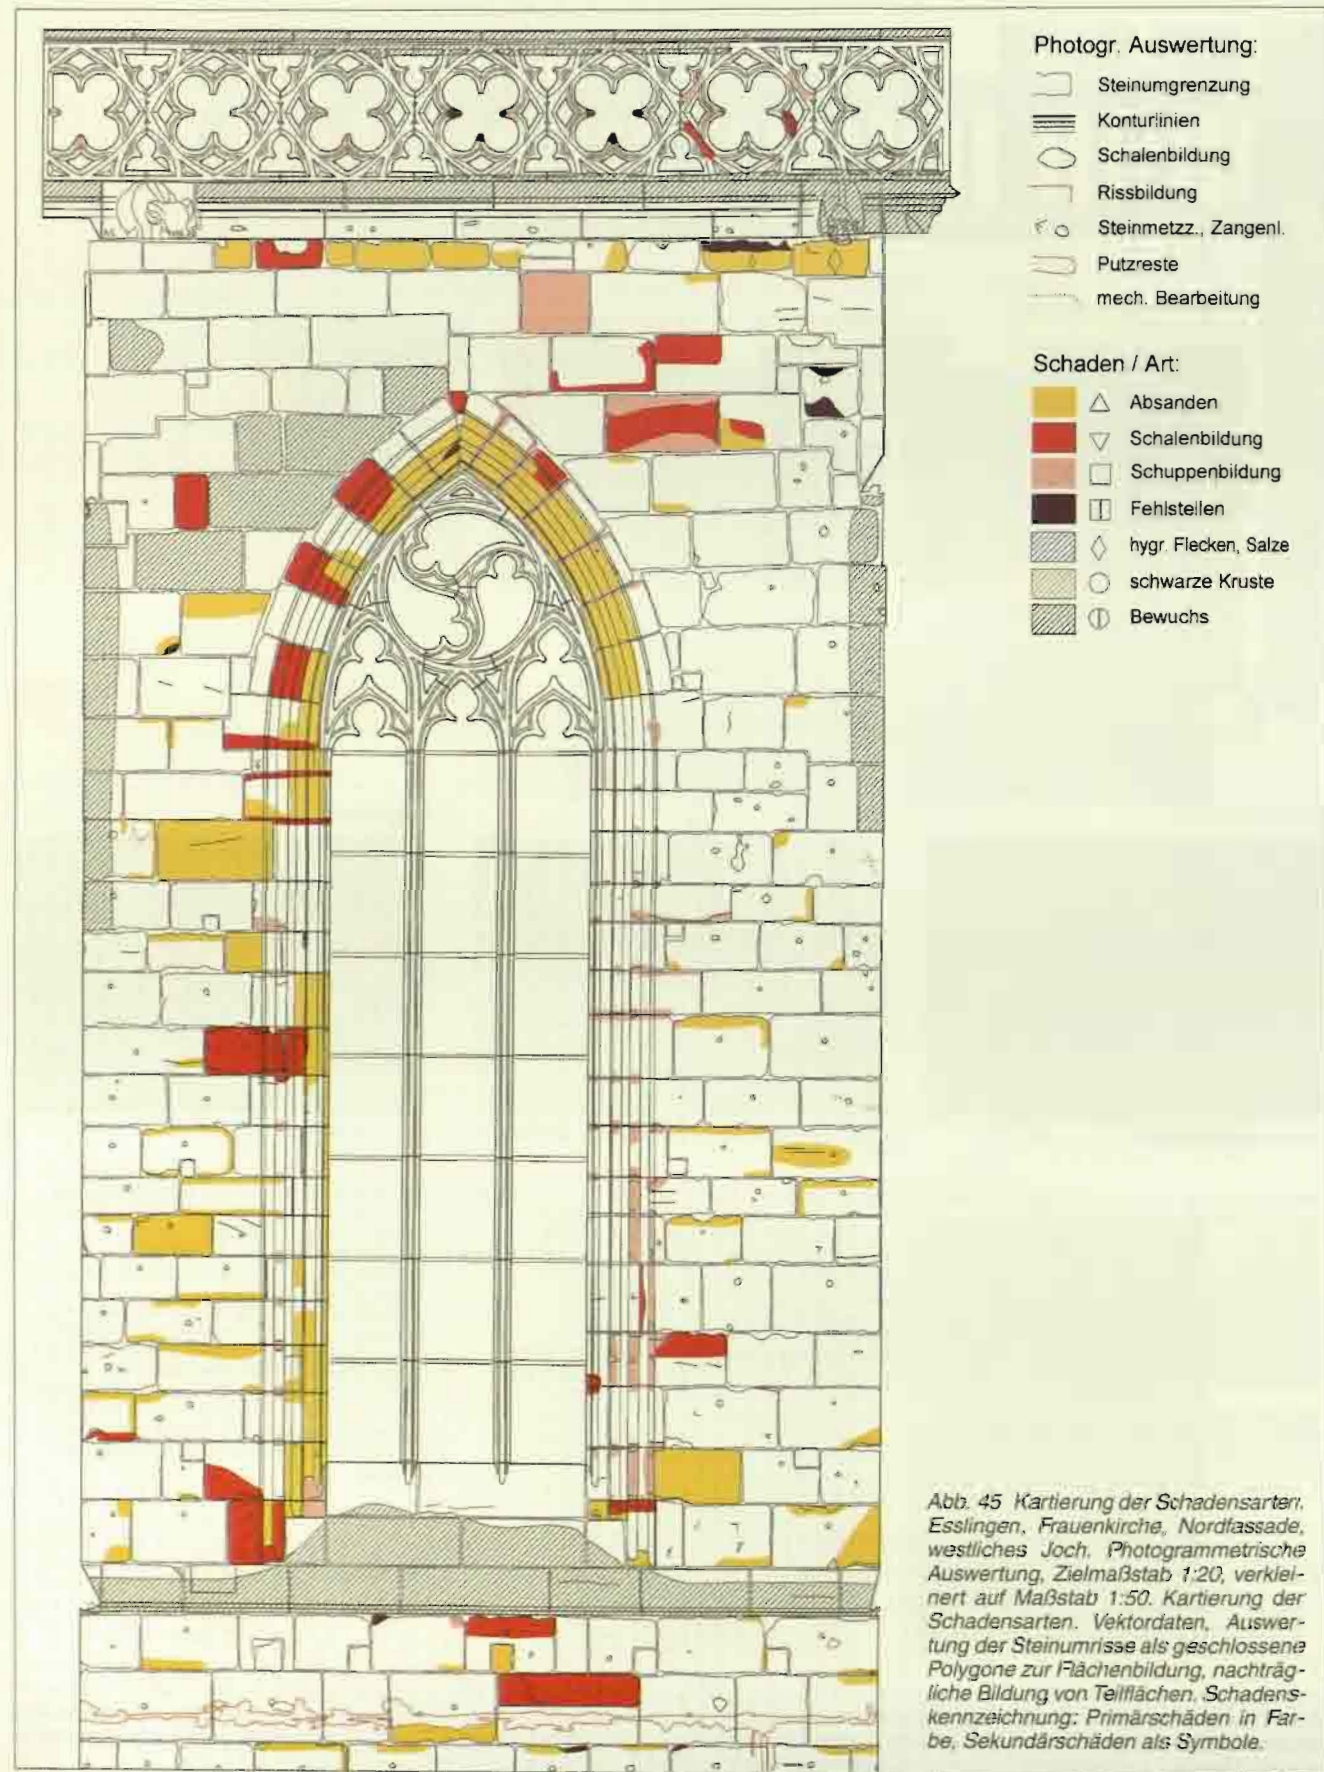 Photogr. Auswertung:
Steinumgrenzung
Konturlinien
Schalenbildung
Rissbildung
Steinmetzz., Zangenl.
Putzreste
mech. Bearbeitung
Schaden / Art:
Absanden
Schalenbildung
Schuppenbildung
Fehlstellen
hygr. Flecken, Salze
schwarze Kruste
Bewuchs
Abb. 45 Kartierung der Schadensarten.
Esslingen, Frauenkirche, Nordfassade,
westliches Joch. Photogrammetrische
Auswertung, Zielmaßstab 1:20, verklei-
nert auf Maßstab 1:50. Kartierung der
Schadensarten. Vektordaten, Auswer-
tung der Steinumrisse als geschlossene
Polygone zur Flächenbildung, nachträg-
liche Bildung von Teilflächen. Schadens-
kennzeichnung: Primärschäden in Far-
be, Sekundärschäden als Symbole.